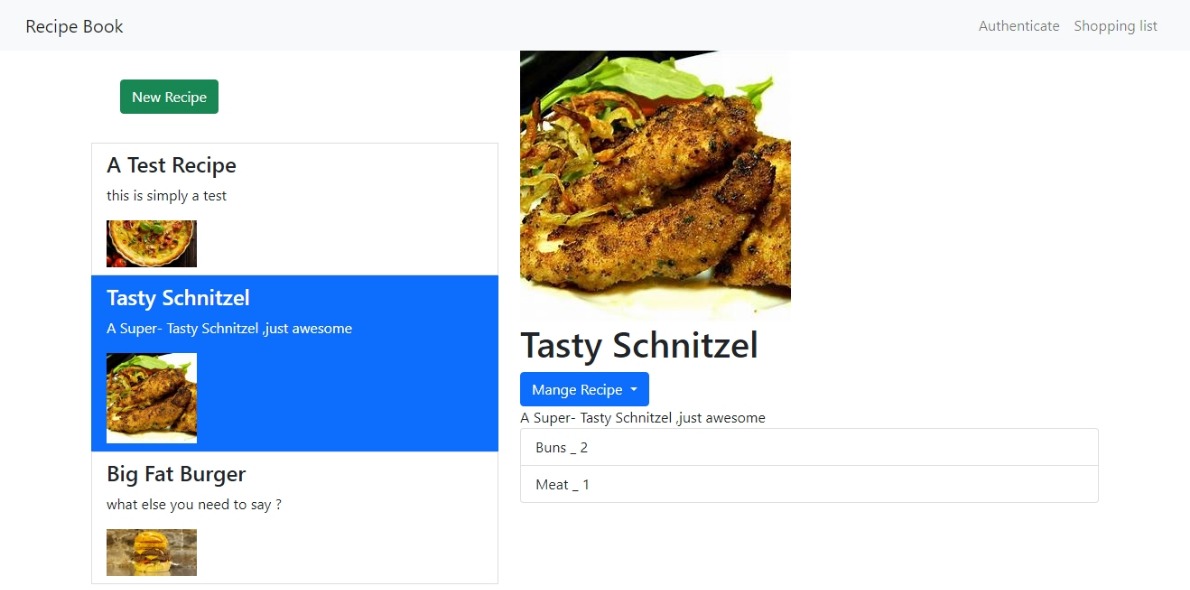 Recipe Book
Authenticate
Shopping list
New Recipe
A Test Recipe
this is simply a test
Tasty Schnitzel
A Super- Tasty Schnitzel ,just awesome
Big Fat Burger
what else you need to say ?
Tasty Schnitzel
Mange Recipe
A Super- Tasty Schnitzel ,just awesome
Buns _ 2
Meat _ 1